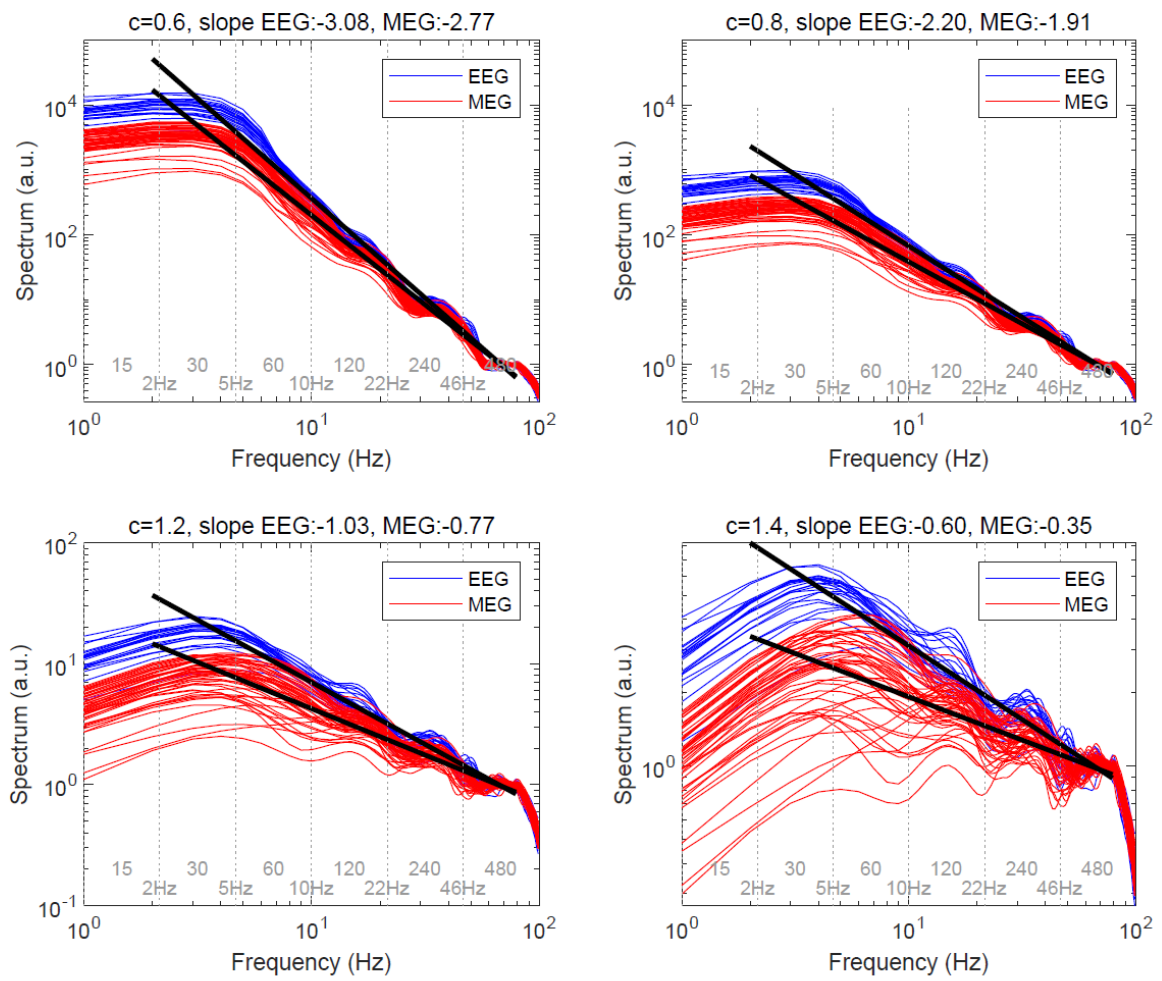 c=0.6, slope EEG:-3.08, MEG:-2.77
10^4
10^2
10^0
Spectrum (a.u.)
EEG
MEG
15 30 60 120 240 480
2Hz 5Hz 10Hz 22Hz 46Hz
10^0 10^1 10^2
Frequency (Hz)
c=0.8, slope EEG:-2.20, MEG:-1.91
10^4
10^2
10^0
Spectrum (a.u.)
EEG
MEG
15 30 60 120 240 480
2Hz 5Hz 10Hz 22Hz 46Hz
10^0 10^1 10^2
Frequency (Hz)
c=1.2, slope EEG:-1.03, MEG:-0.77
10^2
10^1
10^0
10^-1
Spectrum (a.u.)
EEG
MEG
15 30 60 120 240 480
2Hz 5Hz 10Hz 22Hz 46Hz
10^0 10^1 10^2
Frequency (Hz)
c=1.4, slope EEG:-0.60, MEG:-0.35
10^0
Spectrum (a.u.)
EEG
MEG
15 30 60 120 240 480
2Hz 5Hz 10Hz 22Hz 46Hz
10^0 10^1 10^2
Frequency (Hz)